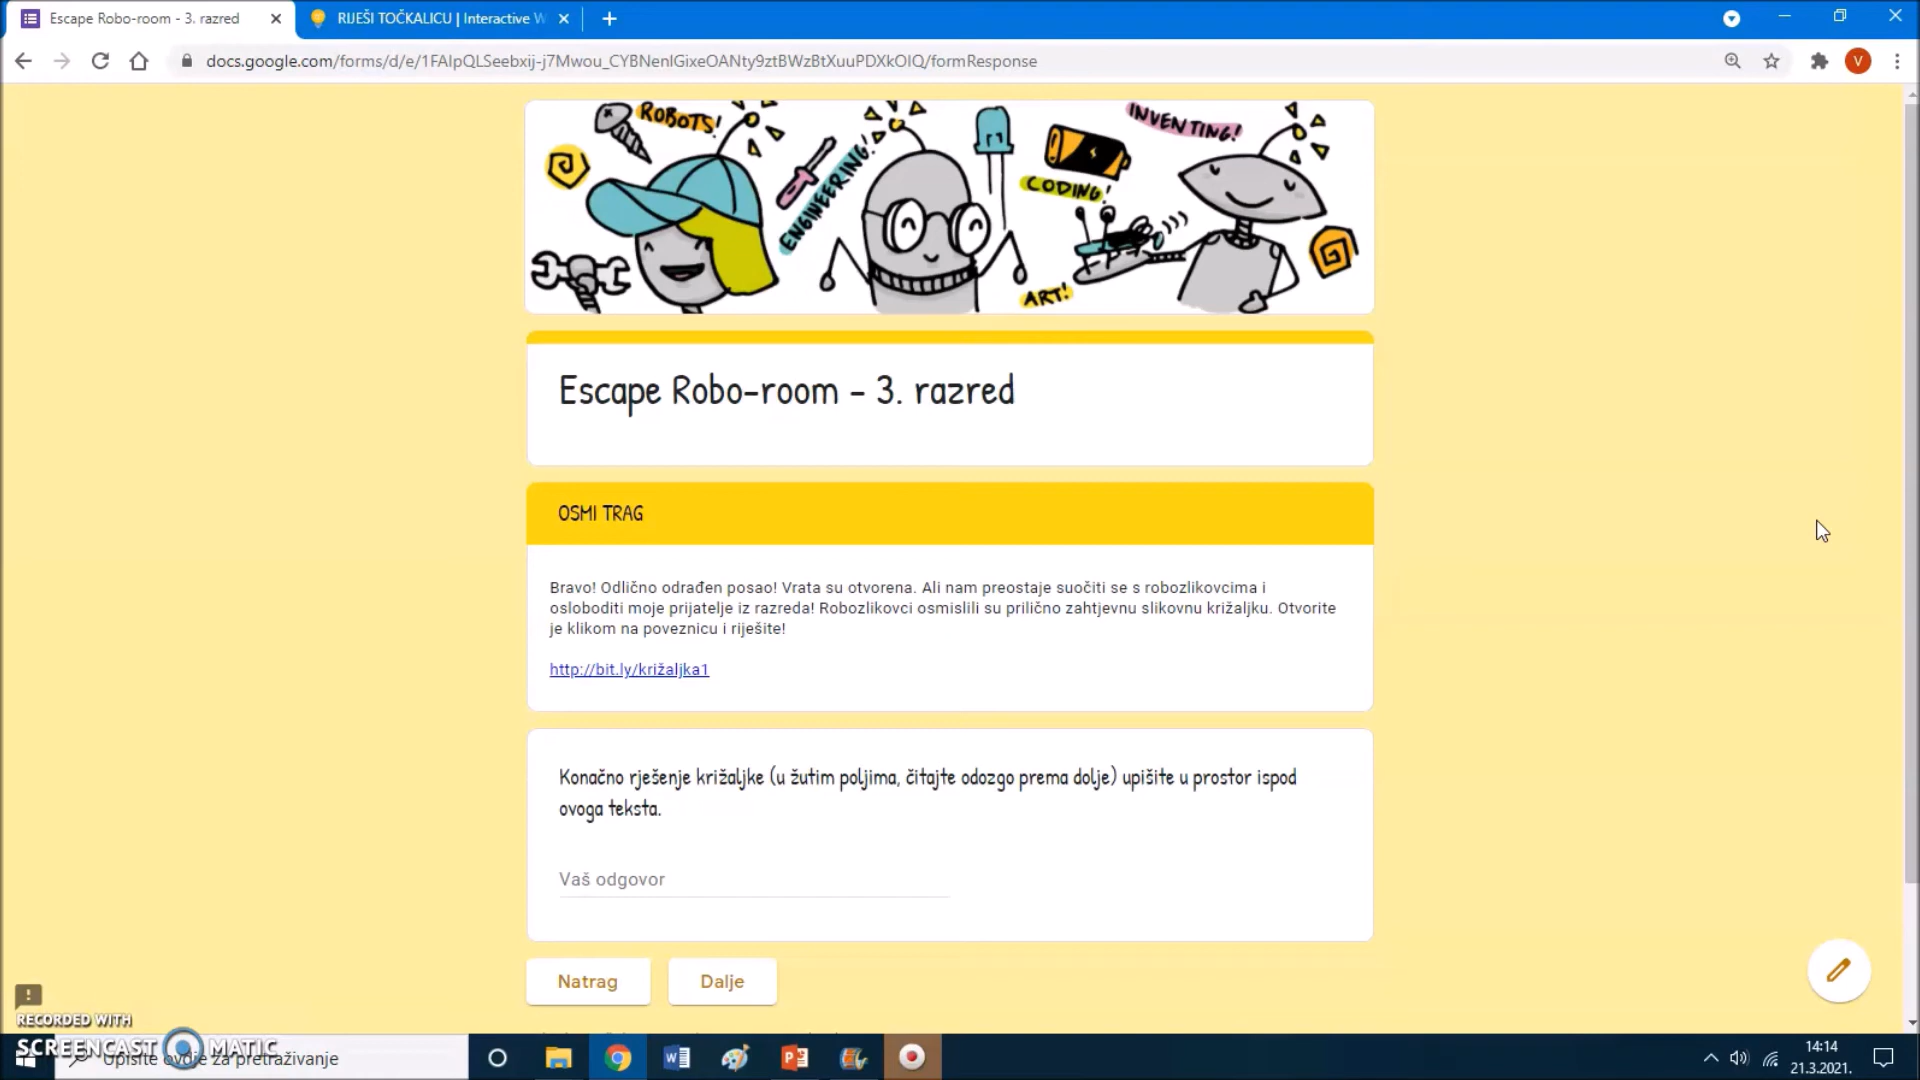 Escape Robo-room - 3. razred
RIJEŠI TOČKALICU | Interactive W
docs.google.com/forms/d/e/1FAIpQLSeebxij-j7Mwou_CYBNenlGixeOANty9ztBWzBtXuuPDXkOIQ/formResponse
V
ROBOTS!
ENGINEERING!
CODING!
INVENTING!
ART!
Escape Robo-room - 3. razred
OSMI TRAG
Bravo! Odlično odrađen posao! Vrata su otvorena. Ali nam preostaje suočiti se s robozlikovcima i
osloboditi moje prijatelje iz razreda! Robozlikovci osmislili su prilično zahtjevnu slikovnu križaljku. Otvorite
je klikom na poveznicu i riješite!
http://bit.ly/križaljka1
Konačno rješenje križaljke (u žutim poljima, čitajte odozgo prema dolje) upišite u prostor ispod
ovoga teksta.
Vaš odgovor
Natrag
Dalje
RECORDED WITH
SCREENCAST MATIC
Upišite ovdje za pretraživanje
14:14
21.3.2021.